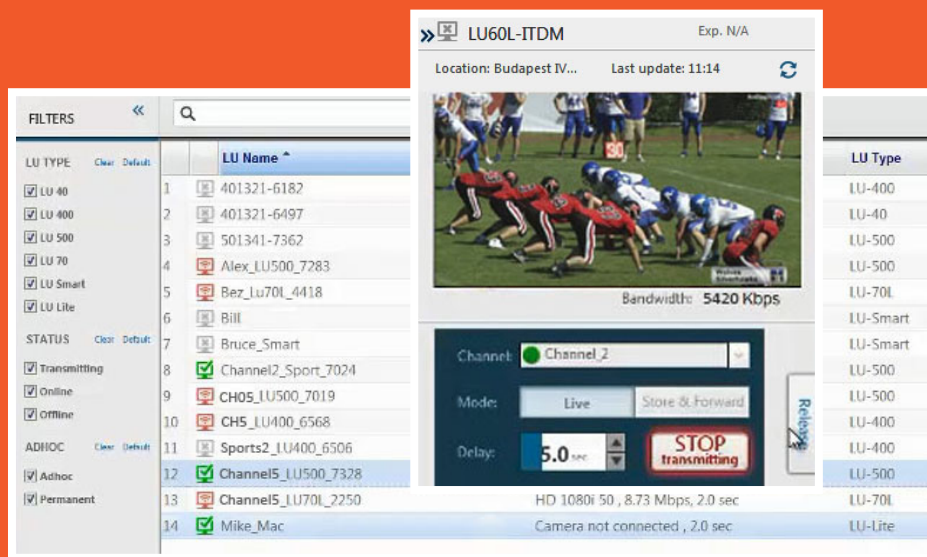 LU60L-ITDM
Exp. N/A
Location: Budapest IV...
Last update: 11:14
30
Bandwidth: 5420 Kbps
Channel: Channel_2
Mode: Live Store & Forward
Delay: 5.0 sec
STOP
transmitting
Release
FILTERS
LU TYPE Clear Default
LU 40
LU 400
LU 500
LU 70
LU Smart
LU Lite
STATUS Clear Default
Transmitting
Online
Offline
ADHOC Clear Default
Adhoc
Permanent
LU Name LU Type
1 401321-6182 LU-400
2 401321-6497 LU-40
3 501341-7362 LU-500
4 Alex_LU500_7283 LU-500
5 Bez_Lu70L_4418 LU-70L
6 Bill LU-Smart
7 Bruce_Smart LU-Smart
8 Channel2_Sport_7024 LU-500
9 CH05_LU500_7019 LU-500
10 CH5_LU400_6568 LU-400
11 Sports2_LU400_6506 LU-400
12 Channel5_LU500_7328 LU-500
13 Channel5_LU70L_2250 HD 1080i 50 , 8.73 Mbps, 2.0 sec LU-70L
14 Mike_Mac Camera not connected , 2.0 sec LU-Lite